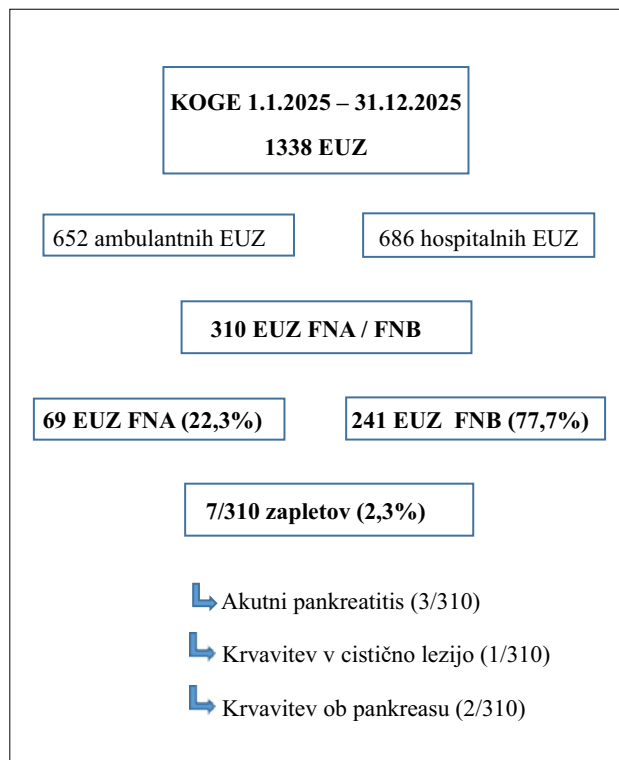 KOGE 1.1.2025 – 31.12.2025
1338 EUZ
652 ambulantnih EUZ
686 hospitalnih EUZ
310 EUZ FNA / FNB
69 EUZ FNA (22,3%)
241 EUZ FNB (77,7%)
7/310 zapletov (2,3%)
Akutni pankreatitis (3/310)
Krvavitev v cistično lezijo (1/310)
Krvavitev ob pankreasu (2/310)